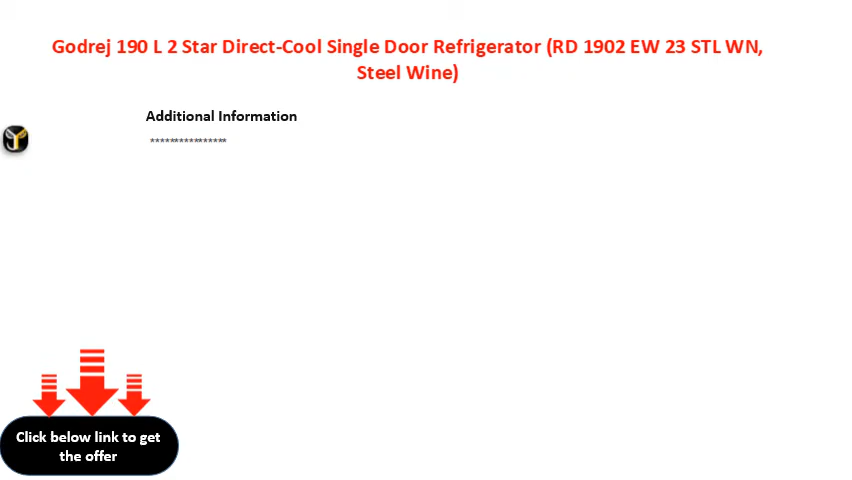 Godrej 190 L 2 Star Direct-Cool Single Door Refrigerator (RD 1902 EW 23 STL WN,
Steel Wine)
Additional Information
****************
Click below link to get
the offer